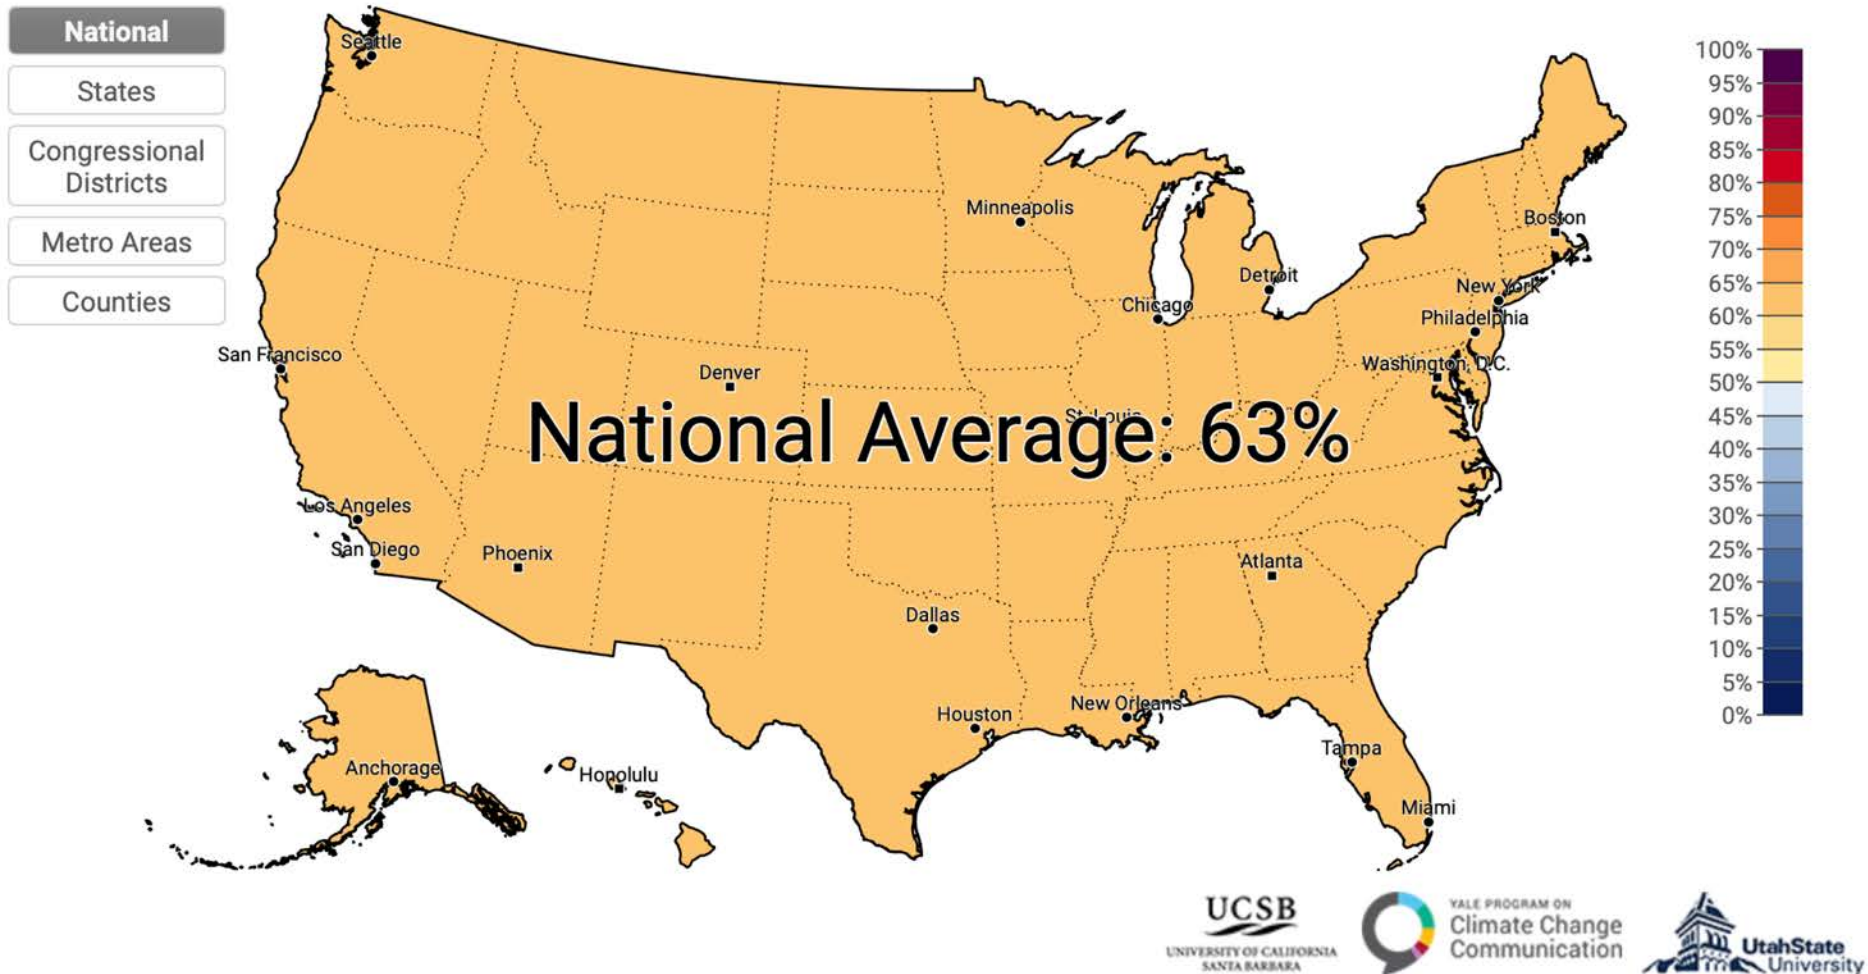 National
States
Congressional
Districts
Metro Areas
Counties
Seattle
Minneapolis
Boston
Detroit
New York
Chicago
Philadelphia
San Francisco
Washington, D.C.
Denver
St. Louis
National Average: 63%
Los Angeles
San Diego
Phoenix
Atlanta
Dallas
New Orleans
Houston
Tampa
Anchorage
Honolulu
Miami
100%
95%
90%
85%
80%
75%
70%
65%
60%
55%
50%
45%
40%
35%
30%
25%
20%
15%
10%
5%
0%
UCSB
UNIVERSITY OF CALIFORNIA
SANTA BARBARA
YALE PROGRAM ON
Climate Change
Communication
UtahState
University